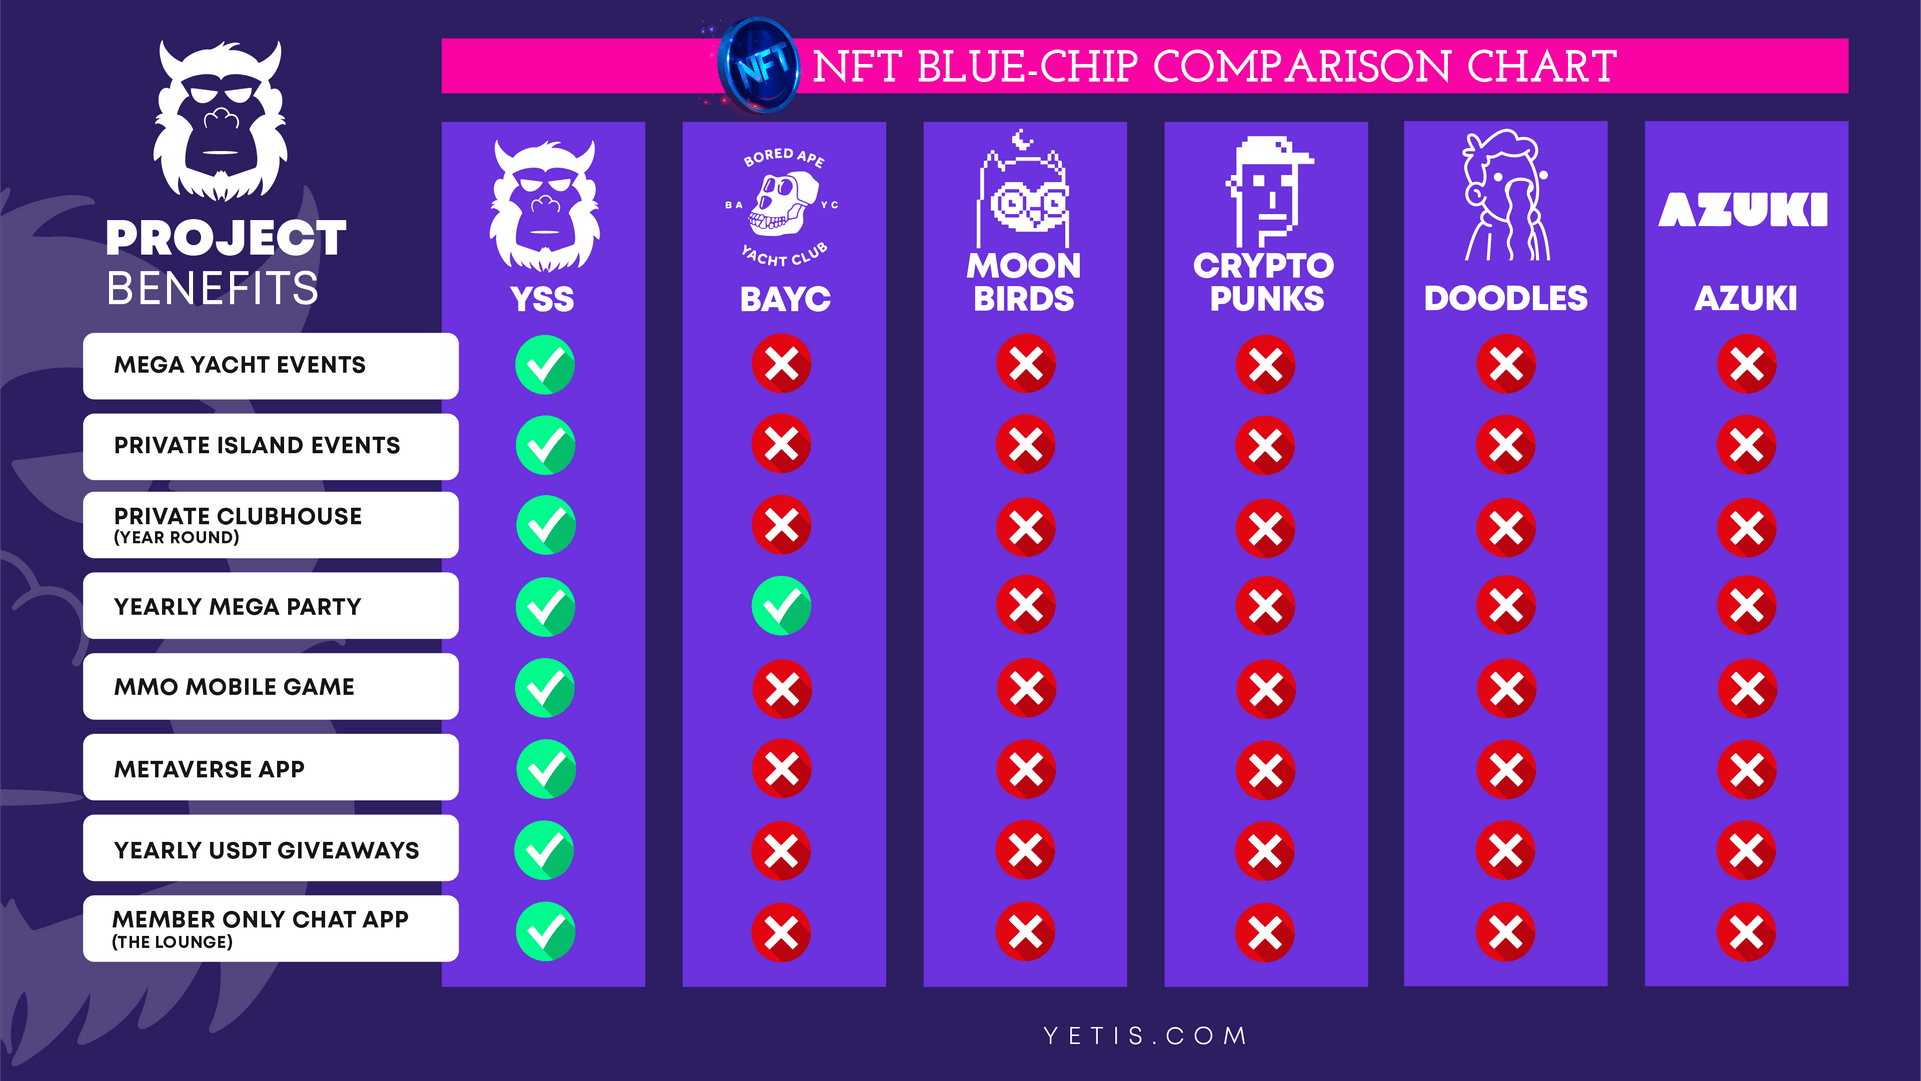 NFT
NFT BLUE-CHIP COMPARISON CHART
PROJECT
BENEFITS
YSS
BORED APE
BA YC
YACHT CLUB
BAYC
MOON
BIRDS
CRYPTO
PUNKS
DOODLES
AZUKI
AZUKI
MEGA YACHT EVENTS
PRIVATE ISLAND EVENTS
PRIVATE CLUBHOUSE
(YEAR ROUND)
YEARLY MEGA PARTY
MMO MOBILE GAME
METAVERSE APP
YEARLY USDT GIVEAWAYS
MEMBER ONLY CHAT APP
(THE LOUNGE)
YETIS.COM